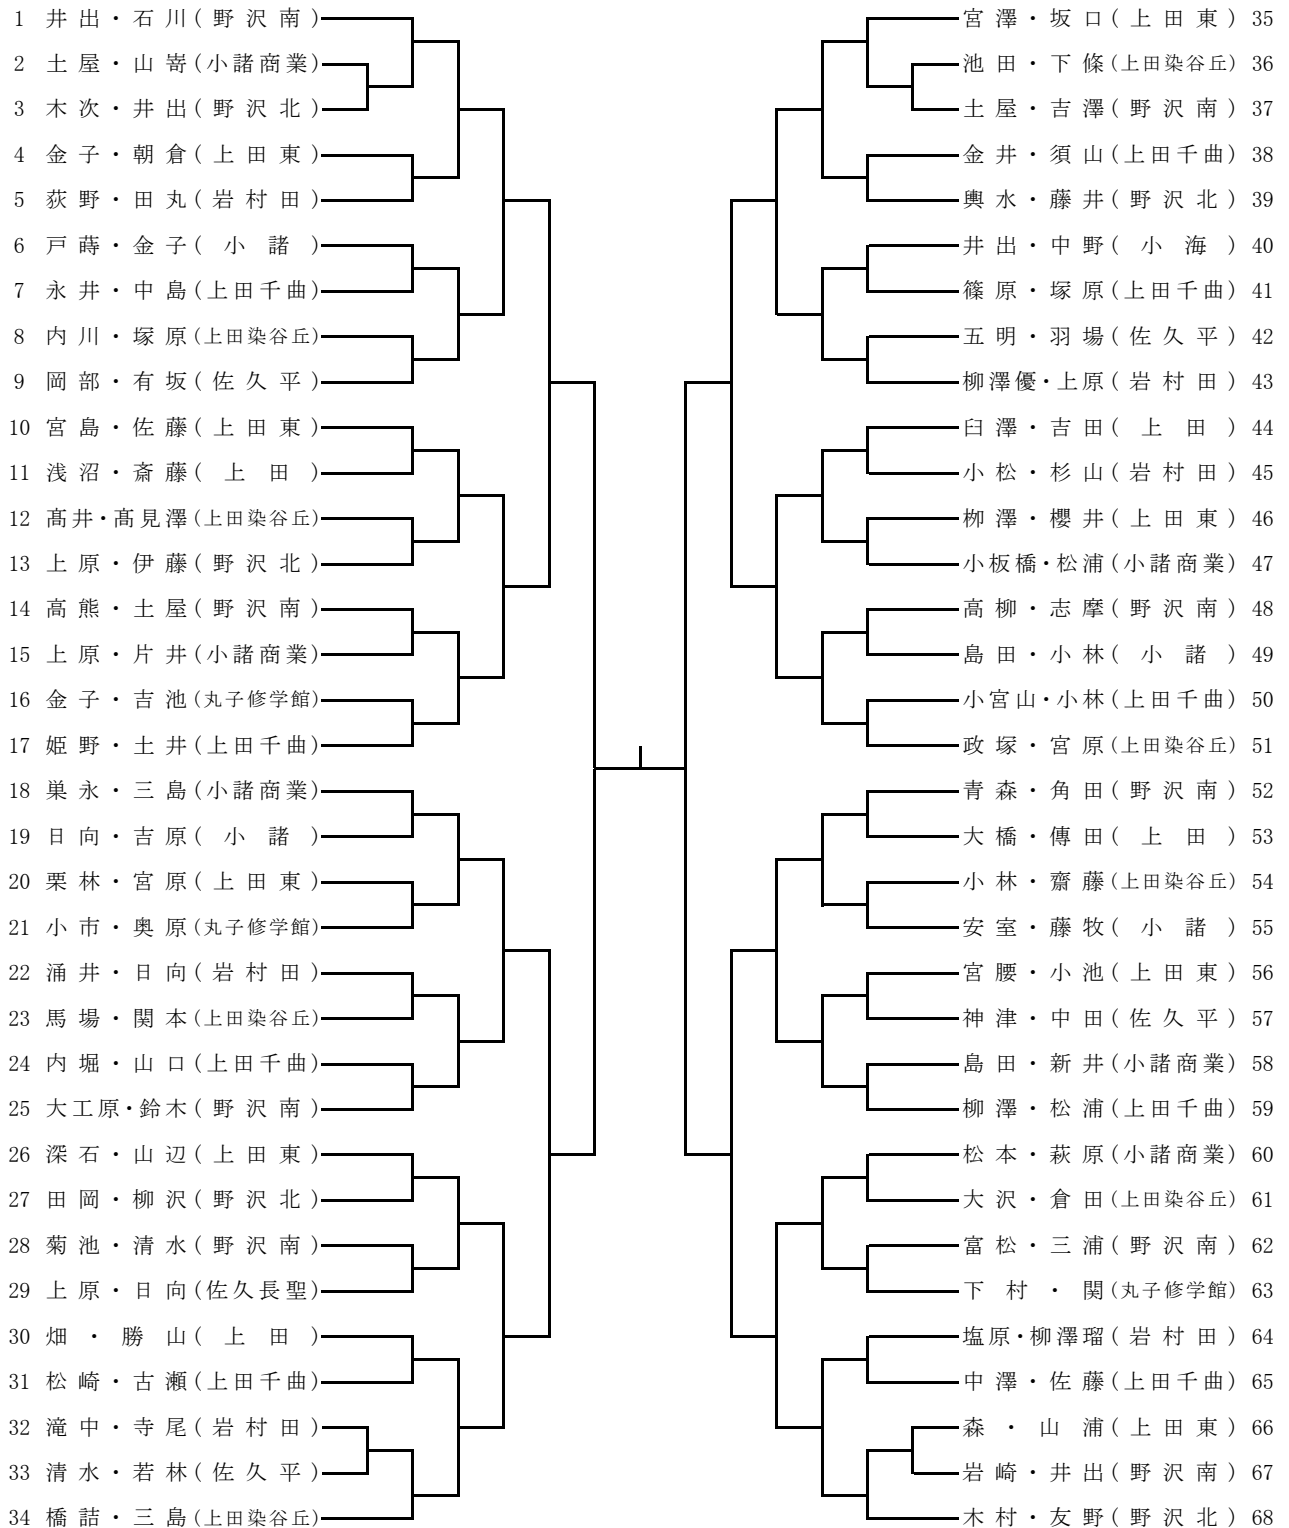 1 井出・石川(野沢南)
2 土屋・山嵜(小諸商業)
3 木次・井出(野沢北)
4 金子・朝倉(上田東)
5 荻野・田丸(岩村田)
6 戸蒔・金子(小諸)
7 永井・中島(上田千曲)
8 内川・塚原(上田染谷丘)
9 岡部・有坂(佐久平)
10 宮島・佐藤(上田東)
11 浅沼・斎藤(上田)
12 髙井・髙見澤(上田染谷丘)
13 上原・伊藤(野沢北)
14 高熊・土屋(野沢南)
15 上原・片井(小諸商業)
16 金子・吉池(丸子修学館)
17 姫野・土井(上田千曲)
18 巣永・三島(小諸商業)
19 日向・吉原(小諸)
20 栗林・宮原(上田東)
21 小市・奥原(丸子修学館)
22 涌井・日向(岩村田)
23 馬場・関本(上田染谷丘)
24 内堀・山口(上田千曲)
25 大工原・鈴木(野沢南)
26 深石・山辺(上田東)
27 田岡・柳沢(野沢北)
28 菊池・清水(野沢南)
29 上原・日向(佐久長聖)
30 畑・勝山(上田)
31 松崎・古瀬(上田千曲)
32 滝中・寺尾(岩村田)
33 清水・若林(佐久平)
34 橋詰・三島(上田染谷丘)
宮澤・坂口(上田東) 35
池田・下條(上田染谷丘) 36
土屋・吉澤(野沢南) 37
金井・須山(上田千曲) 38
輿水・藤井(野沢北) 39
井出・中野(小海) 40
篠原・塚原(上田千曲) 41
五明・羽場(佐久平) 42
柳澤優・上原(岩村田) 43
臼澤・吉田(上田) 44
小松・杉山(岩村田) 45
栁澤・櫻井(上田東) 46
小板橋・松浦(小諸商業) 47
高柳・志摩(野沢南) 48
島田・小林(小諸) 49
小宮山・小林(上田千曲) 50
政塚・宮原(上田染谷丘) 51
青森・角田(野沢南) 52
大橋・傳田(上田) 53
小林・齋藤(上田染谷丘) 54
安室・藤牧(小諸) 55
宮腰・小池(上田東) 56
神津・中田(佐久平) 57
島田・新井(小諸商業) 58
柳澤・松浦(上田千曲) 59
松本・萩原(小諸商業) 60
大沢・倉田(上田染谷丘) 61
富松・三浦(野沢南) 62
下村・関(丸子修学館) 63
塩原・柳澤瑠(岩村田) 64
中澤・佐藤(上田千曲) 65
森・山浦(上田東) 66
岩崎・井出(野沢南) 67
木村・友野(野沢北) 68